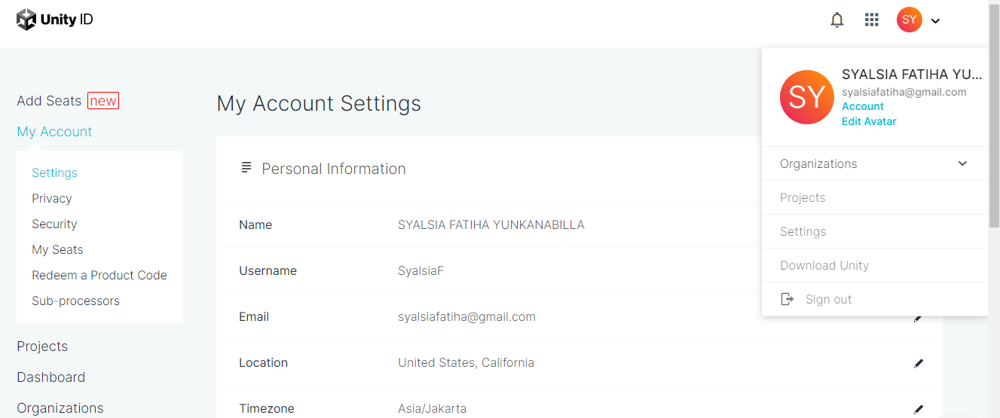 Unity ID
SY
Add Seats new
My Account
Settings
Privacy
Security
My Seats
Redeem a Product Code
Sub-processors
Projects
Dashboard
Organizations
My Account Settings
Personal Information
Name SYALSIA FATIHA YUNKANABILLA
Username SyalsiaF
Email syalsiafatiha@gmail.com
Location United States, California
Timezone Asia/Jakarta
SY
SYALSIA FATIHA YU...
syalsiafatiha@gmail.com
Account
Edit Avatar
Organizations
Projects
Settings
Download Unity
Sign out